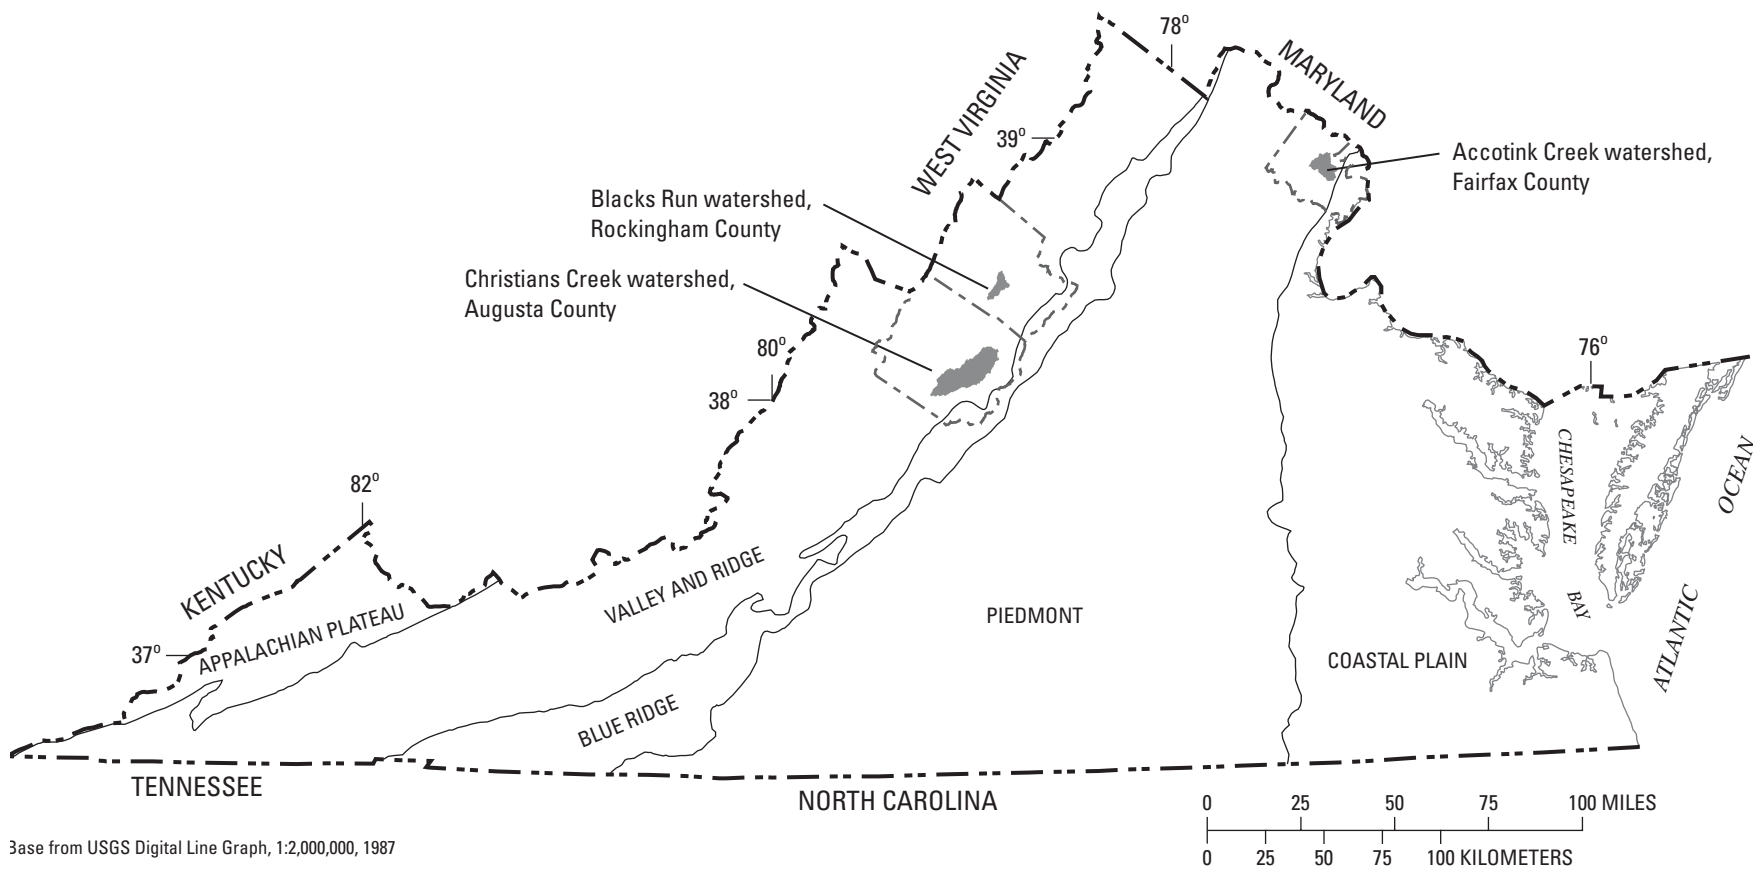 78°
MARYLAND
WEST VIRGINIA
39°
Accotink Creek watershed,
Fairfax County
Blacks Run watershed,
Rockingham County
Christians Creek watershed,
Augusta County
80°
76°
38°
CHESAPEAKE
BAY
ATLANTIC
OCEAN
82°
KENTUCKY
VALLEY AND RIDGE
APPALACHIAN PLATEAU
PIEDMONT
37°
COASTAL PLAIN
BLUE RIDGE
TENNESSEE
NORTH CAROLINA
0 25 50 75 100 MILES
0 25 50 75 100 KILOMETERS
Base from USGS Digital Line Graph, 1:2,000,000, 1987